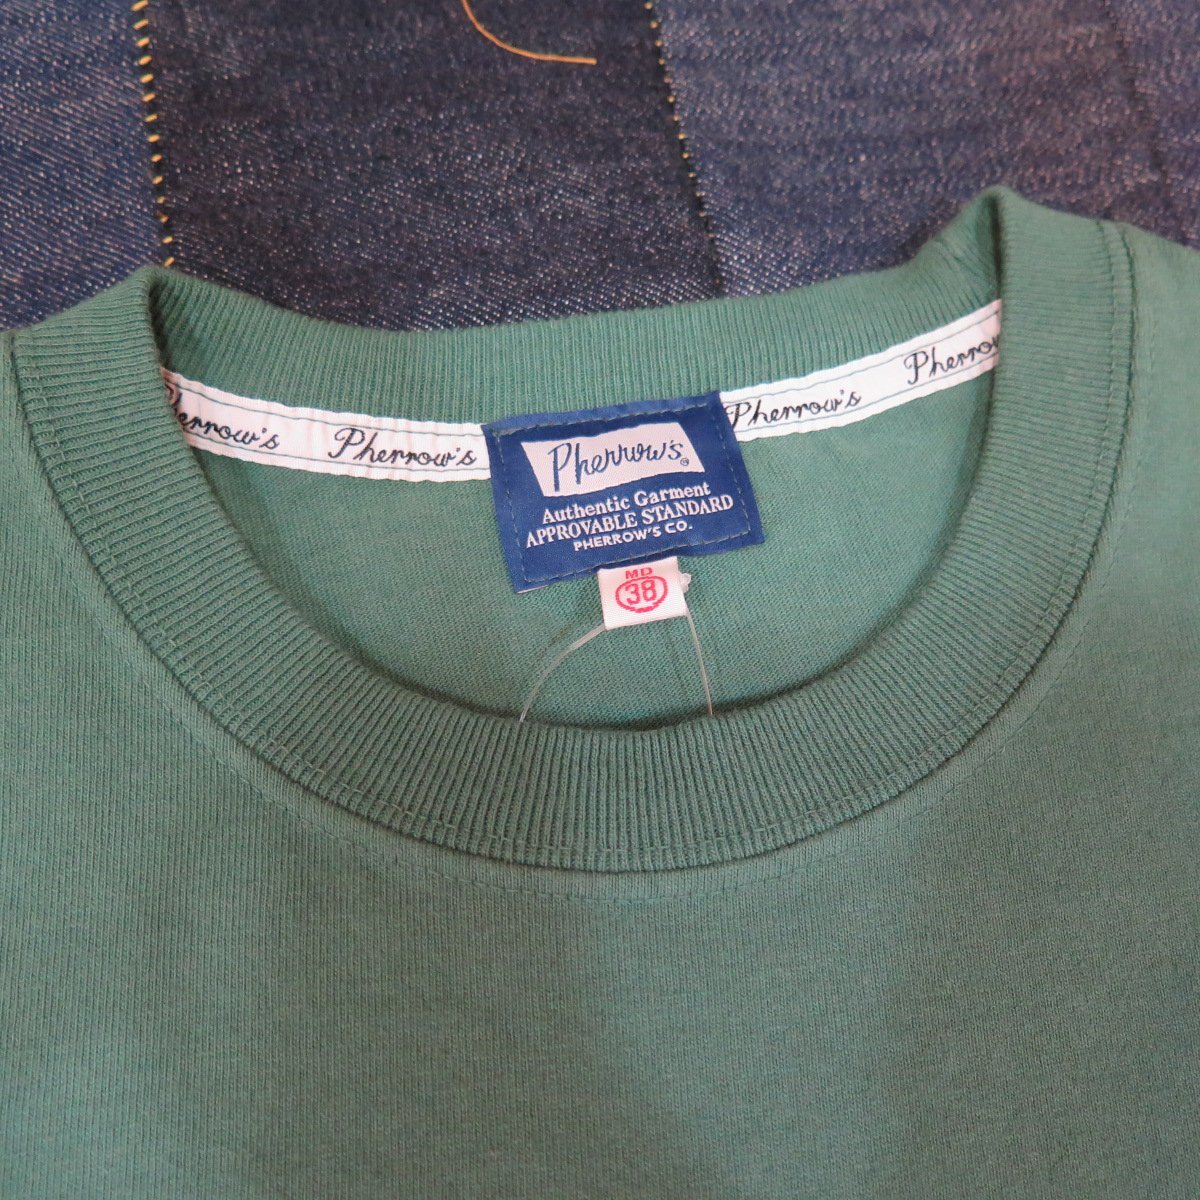 Pherrow's
Pherrow's
Pherrow's
Pherrow's
Pherrow's®
Authentic Garment
APPROVABLE STANDARD
PHERROW'S CO.
MD
38